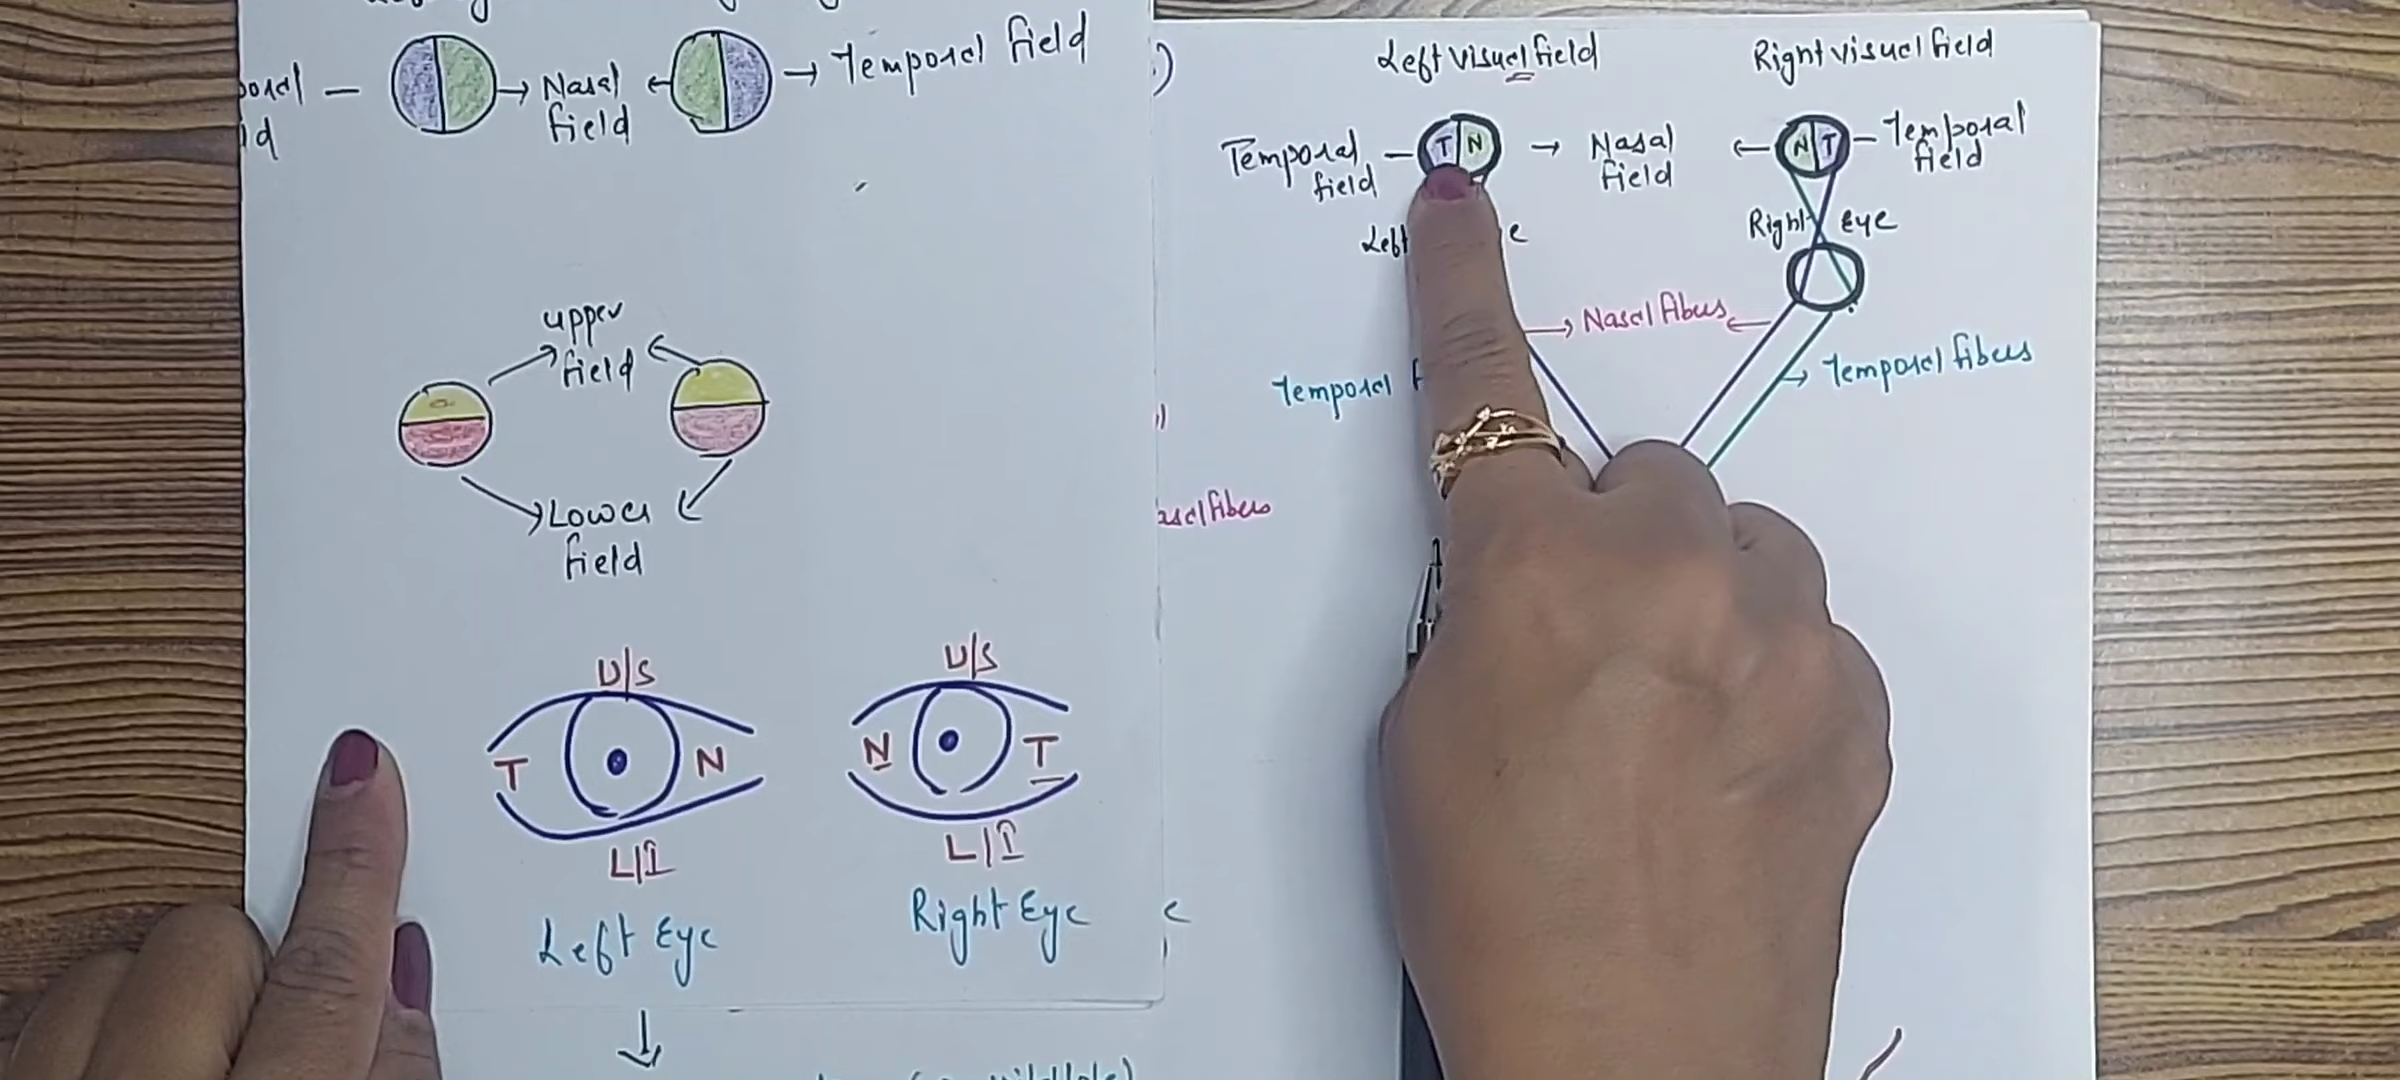 Nasal
field
Temporal field
upper
field
Lower
field
U/S
T
N
L/I
Left Eye
U/S
N
T
L/I
Right Eye
Left visual field
Right visual field
Temporal
field
T N
Nasal
field
N T
Temporal
field
Left
Right eye
Nasal fibers
Temporal
Temporal fibers